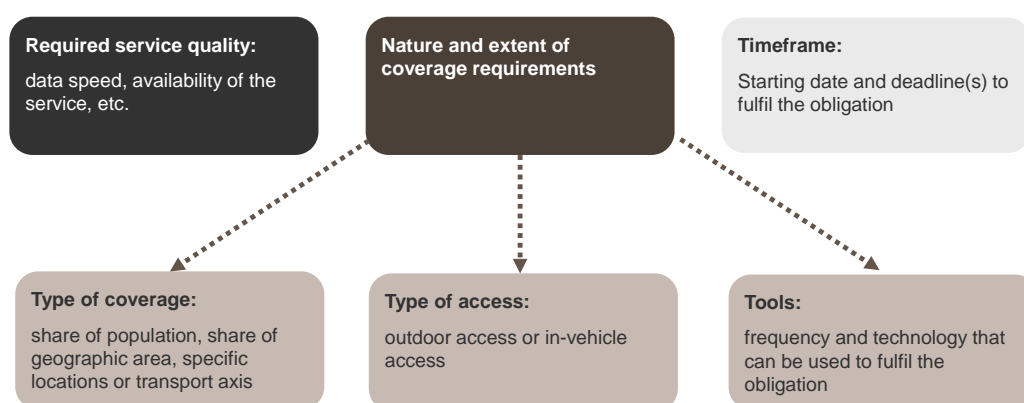 Required service quality:
data speed, availability of the
service, etc.
Nature and extent of
coverage requirements
Timeframe:
Starting date and deadline(s) to
fulfil the obligation
Type of coverage:
share of population, share of
geographic area, specific
locations or transport axis
Type of access:
outdoor access or in-vehicle
access
Tools:
frequency and technology that
can be used to fulfil the
obligation